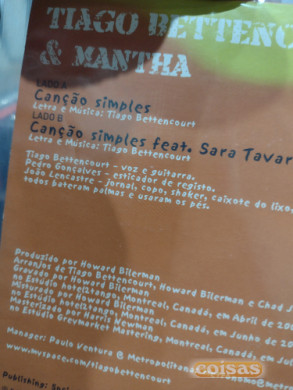 TIAGO BETTENC
& MANTHA
LADO A
Canção simples
Letra e Música: Tiago Bettencourt
LADO B
Canção simples feat. Sara Tavar
Letra e Música: Tiago Bettencourt
Tiago Bettencourt - voz e guitarra.
Pedro Gonçalves - esticador de registo.
João Lencastre - jornal, copo, shaker, caixote do lixo,
todos bateram palmas e usaram os pés.
Produzido por Howard Bilerman
Arranjos de Tiago Bettencourt, Howard Bilerman e Chad J
Gravado por Howard Bilerman
no Estúdio hotel2tango, Montreal, Canadá, em Abril de 20
Misturado por Howard Bilerman
no Estúdio hotel2tango, Montreal, Canadá, em Junho de
Masterizado por Harris Newman
no Estúdio Greymarket Mastering, Montreal, Canadá, em Jul
Manager: Paulo Ventura @ Metropolitan
www.myspace.com/tiagobettencourt
Publishing:
coisas